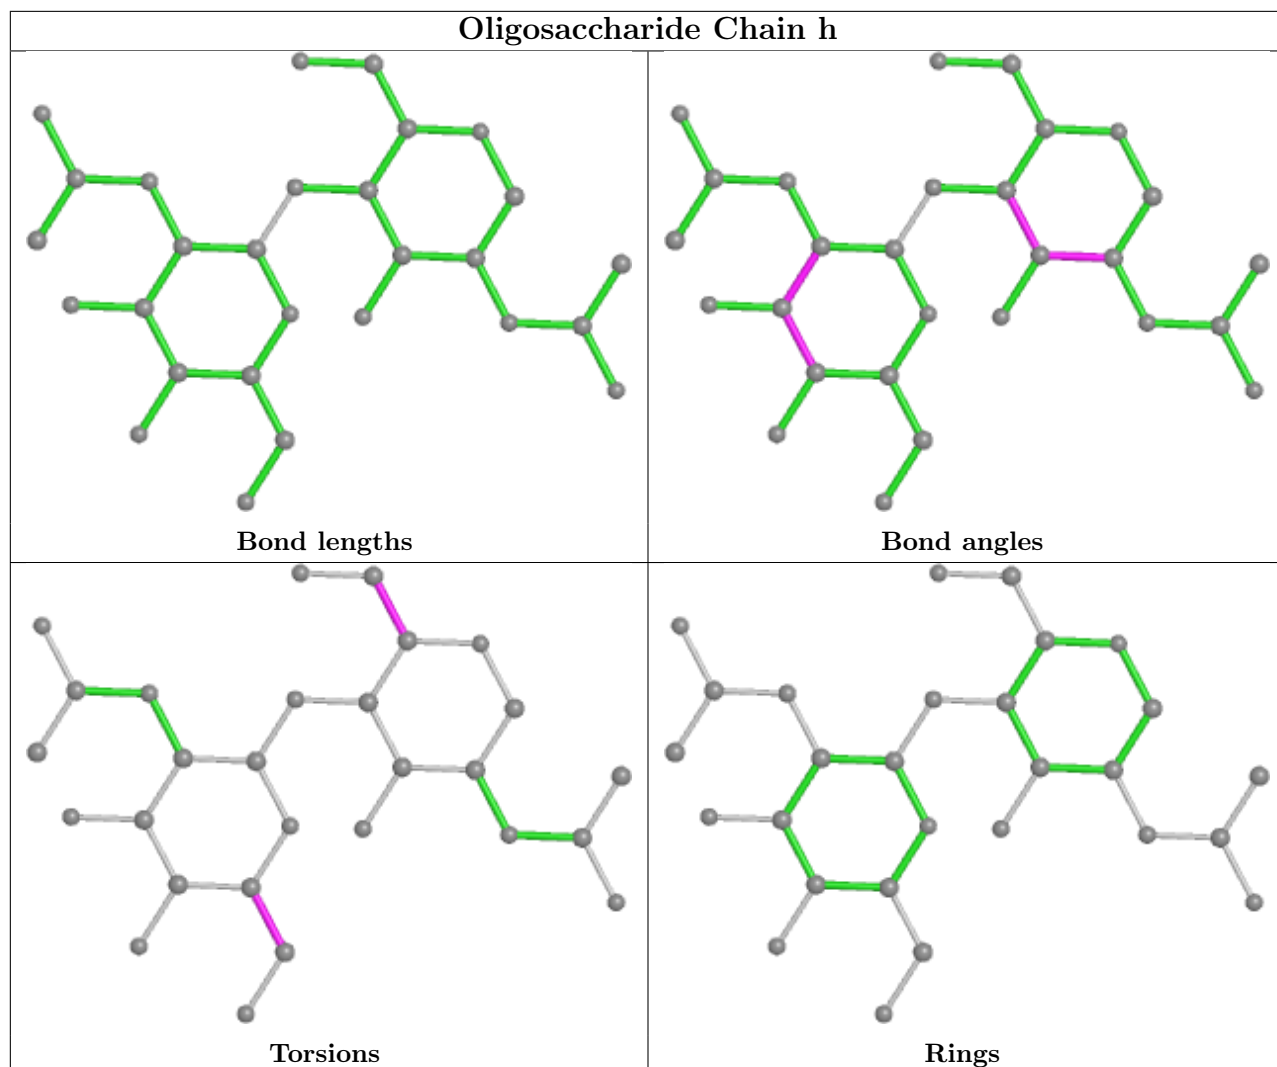 Oligosaccharide Chain h
Bond lengths
Bond angles
Torsions
Rings